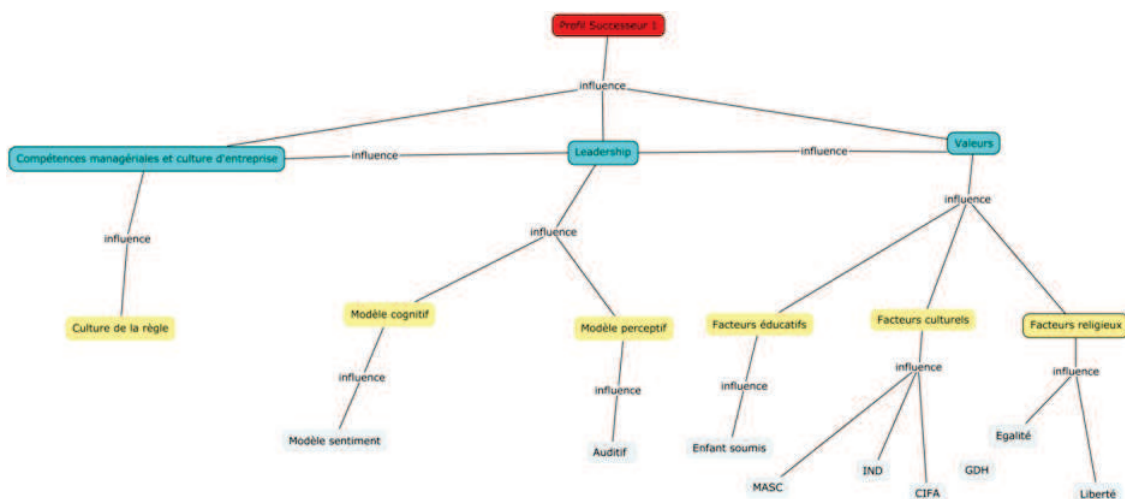 Profil Successeur 1
influence
Compétences managériales et culture d'entreprise
influence
Leadership
influence
Valeurs
influence
influence
influence
Culture de la règle
Modèle cognitif
Modèle perceptif
Facteurs éducatifs
Facteurs culturels
Facteurs religieux
influence
influence
influence
influence
influence
Modèle sentiment
Auditif
Enfant soumis
MASC
IND
CIFA
GDH
Egalité
Liberté